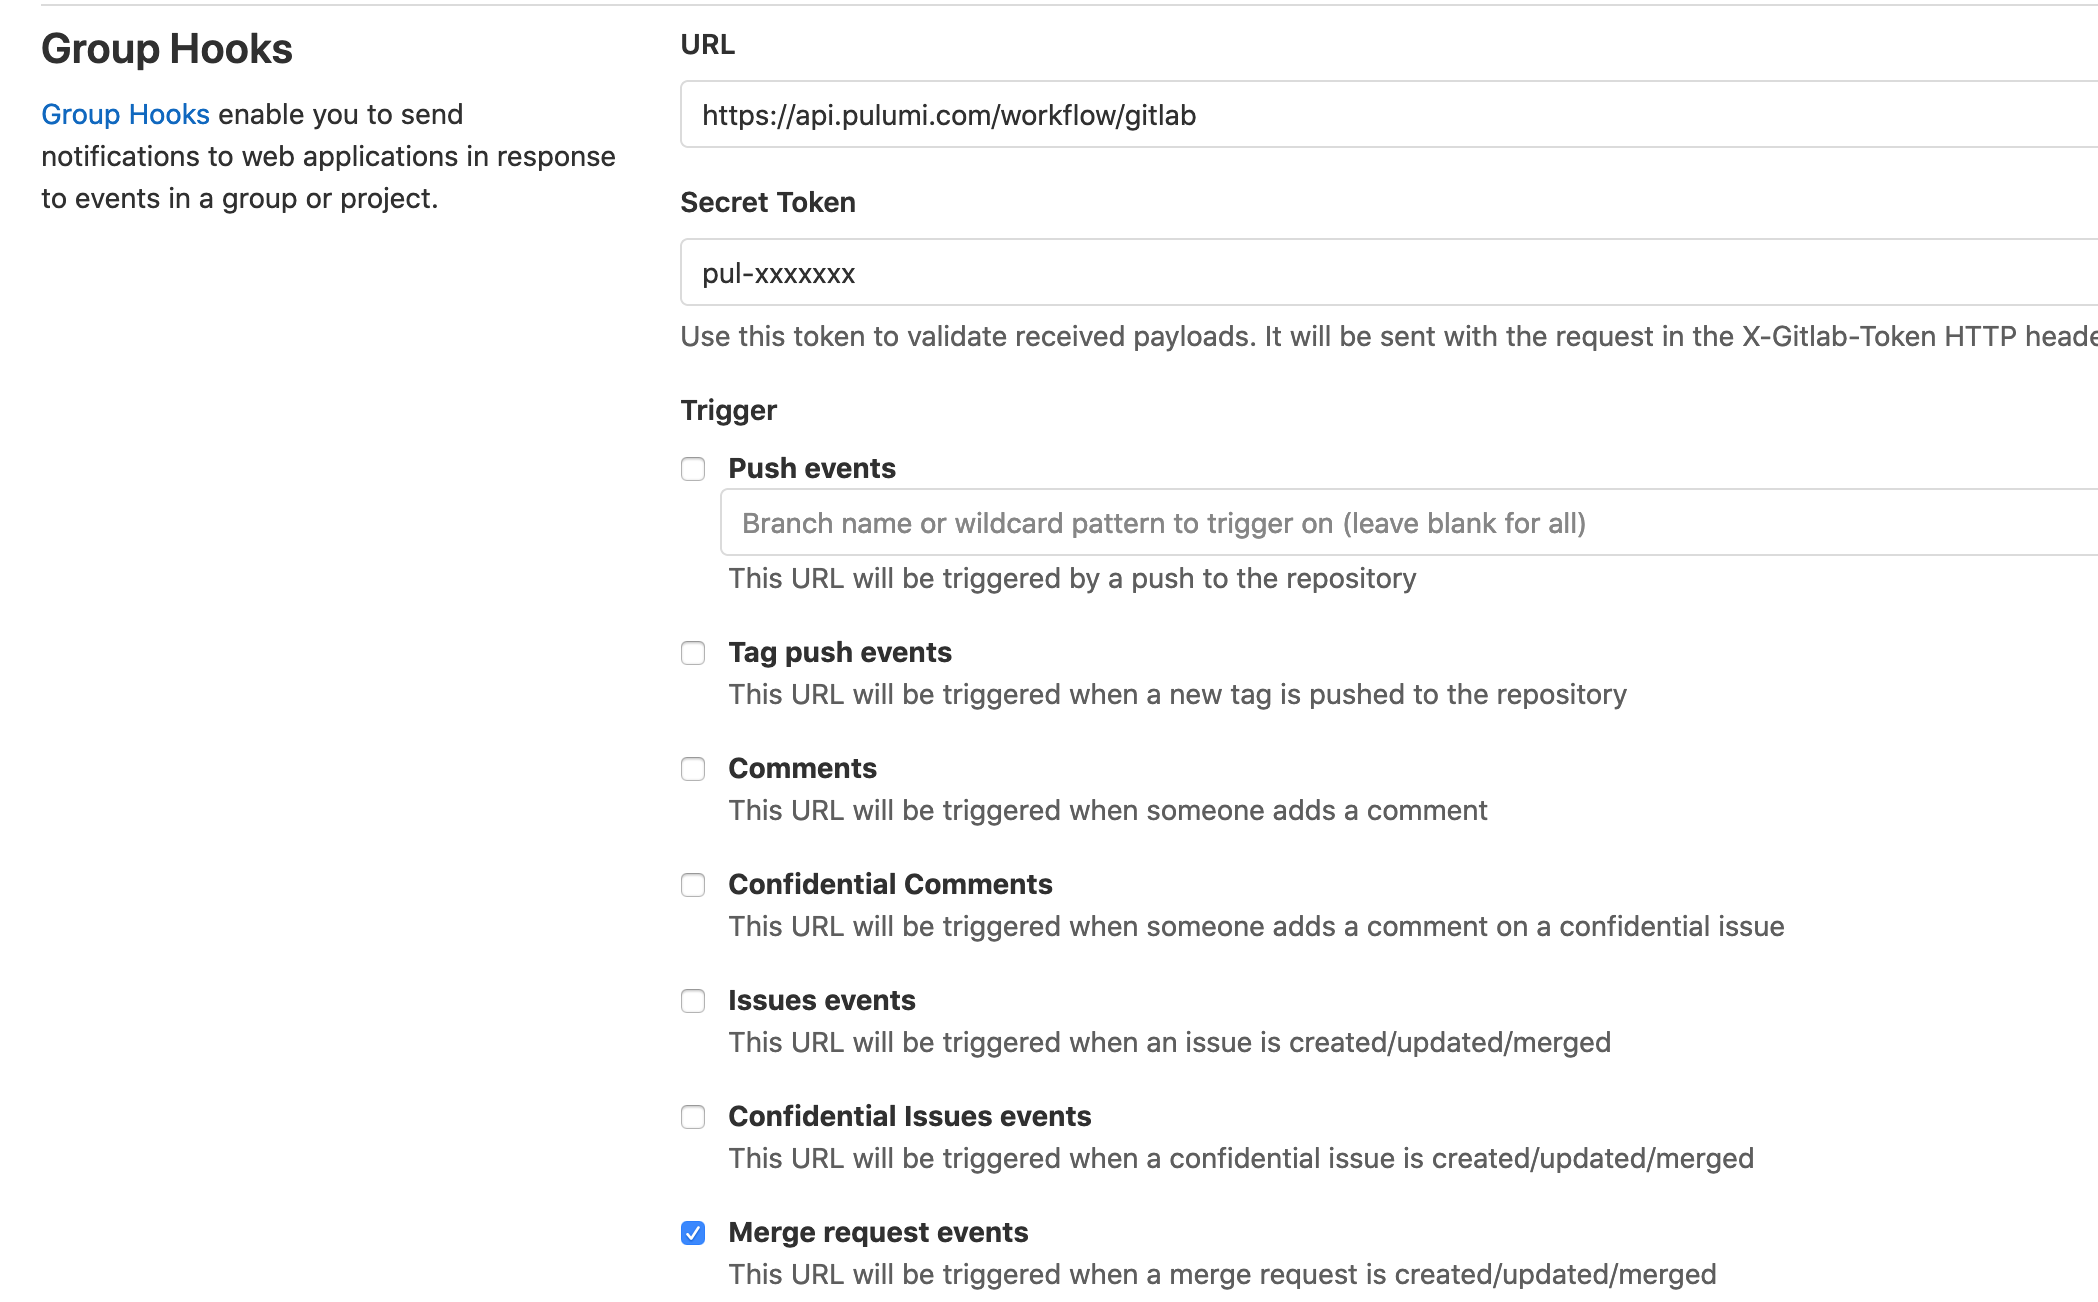 Group Hooks
Group Hooks enable you to send
notifications to web applications in response
to events in a group or project.
URL
https://api.pulumi.com/workflow/gitlab
Secret Token
pul-xxxxxxx
Use this token to validate received payloads. It will be sent with the request in the X-Gitlab-Token HTTP
Trigger
Push events
Branch name or wildcard pattern to trigger on (leave blank for all)
This URL will be triggered by a push to the repository
Tag push events
This URL will be triggered when a new tag is pushed to the repository
Comments
This URL will be triggered when someone adds a comment
Confidential Comments
This URL will be triggered when someone adds a comment on a confidential issue
Issues events
This URL will be triggered when an issue is created/updated/merged
Confidential Issues events
This URL will be triggered when a confidential issue is created/updated/merged
Merge request events
This URL will be triggered when a merge request is created/updated/merged